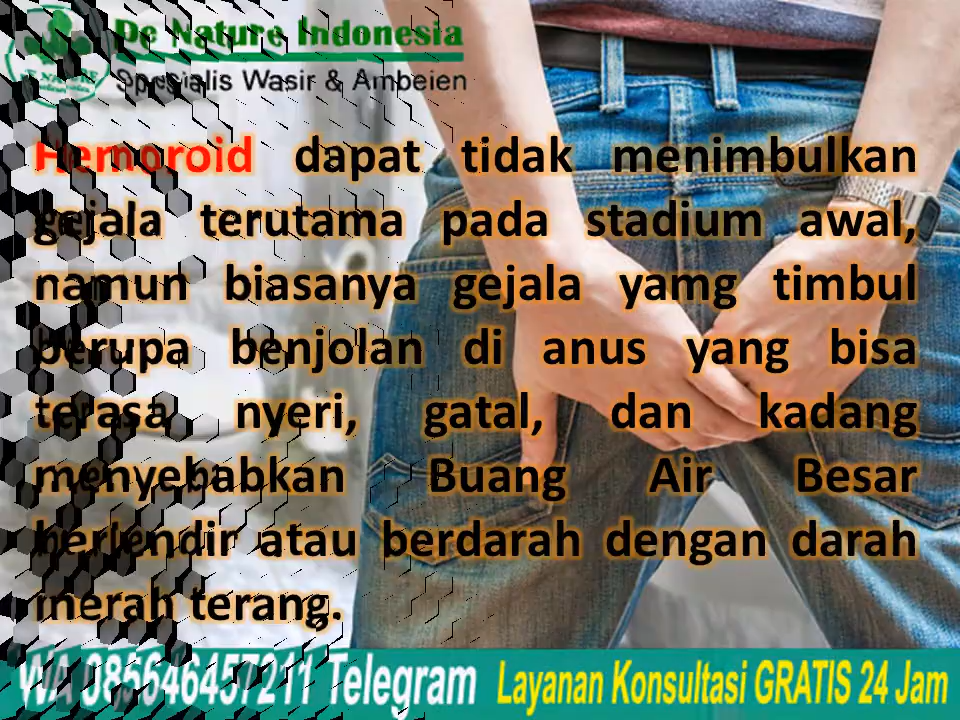 De Nature Indonesia
Spesialis Wasir & Ambeien
Hemoroid dapat tidak menimbulkan
gejala terutama pada stadium awal,
namun biasanya gejala yamg timbul
berupa benjolan di anus yang bisa
terasa nyeri, gatal, dan kadang
menyebabkan Buang Air Besar
berlendir atau berdarah dengan darah
merah terang.
WA 085646457211 Telegram Layanan Konsultasi GRATIS 24 Jam